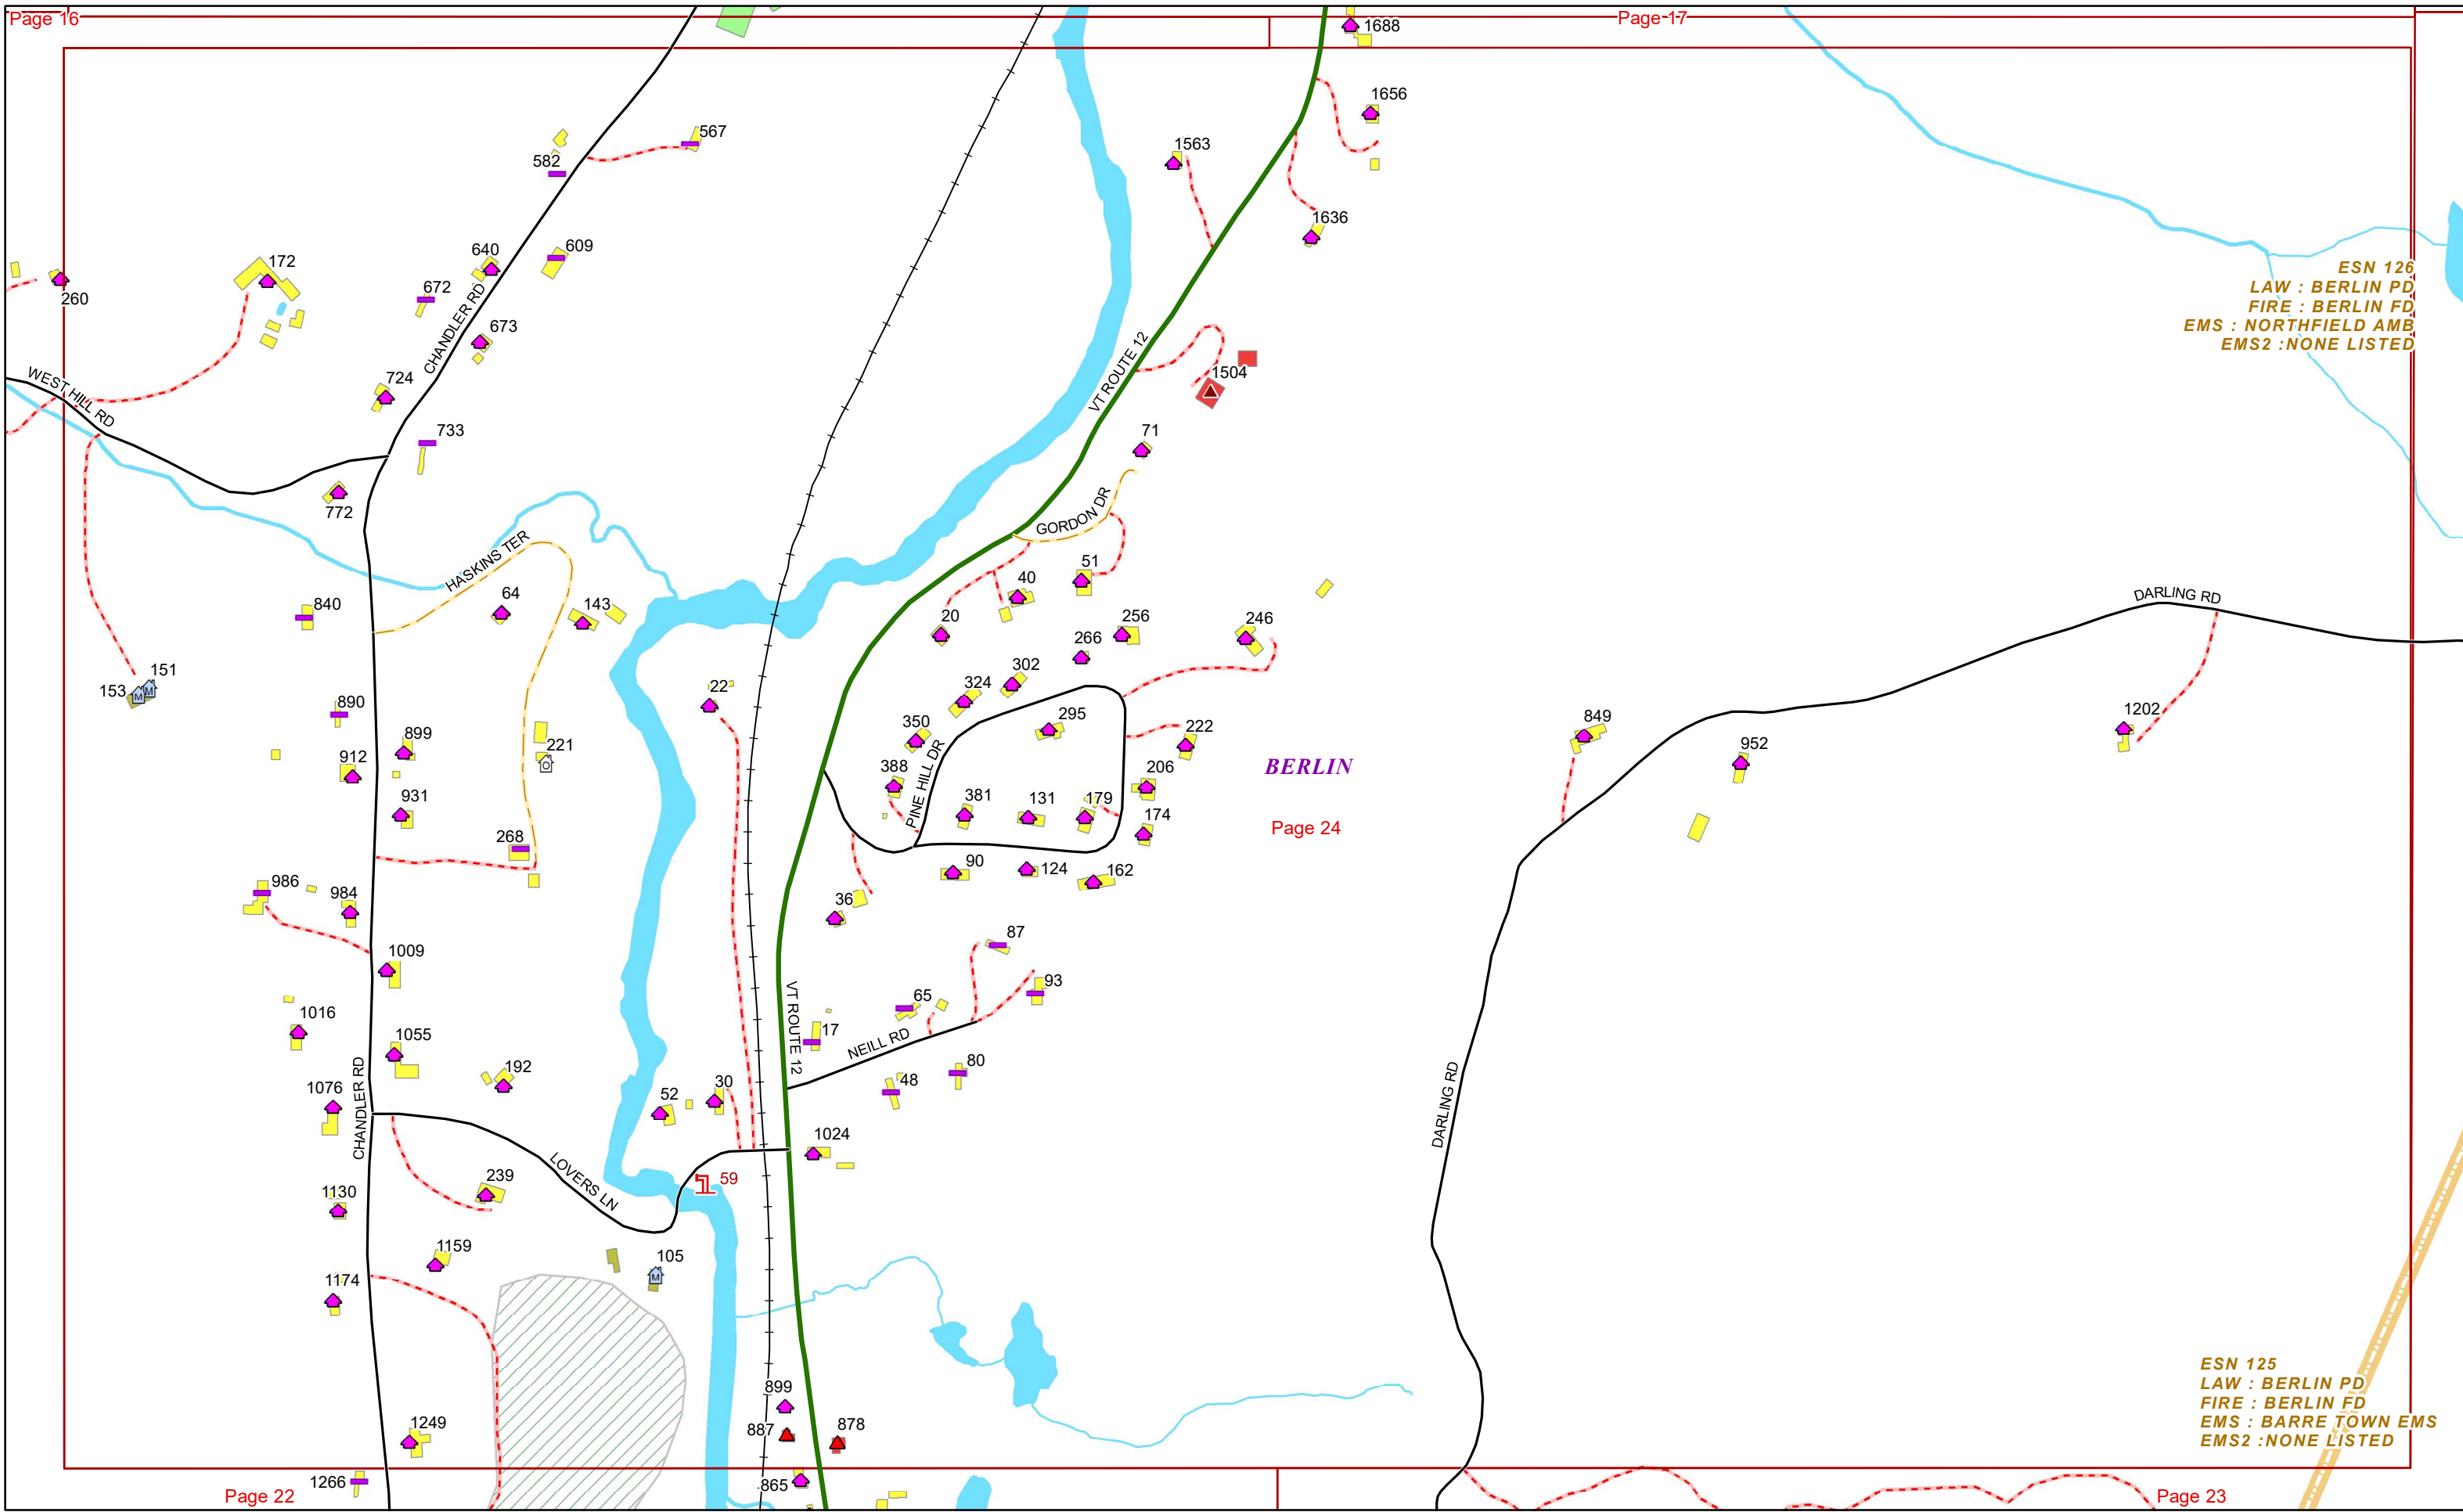 Page 16
Page 17
1688
1656
567
1563
582
1636
640
609
172
260
672
673
CHANDLER RD
ESN 126
LAW : BERLIN PD
FIRE : BERLIN FD
EMS : NORTHFIELD AMB
EMS2 :NONE LISTED
VT ROUTE 12
1504
WEST HILL RD
724
733
71
772
GORDON DR
HASKINS TER
51
40
64
143
840
20
256
246
266
DARLING RD
151
153
302
324
22
890
350
295
222
849
1202
899
912
221
PINE HILL DR
388
206
952
BERLIN
931
381
131
179
174
Page 24
268
90
124
162
986
984
36
87
1009
93
65
1016
17
VT ROUTE 12
NEILL RD
1055
192
80
48
1076
CHANDLER RD
52
30
DARLING RD
1024
LOVERS LN
239
59
1130
1159
105
M
M
M
O
1174
899
887
878
1249
1266
865
ESN 125
LAW : BERLIN PD
FIRE : BERLIN FD
EMS : BARRE TOWN EMS
EMS2 :NONE LISTED
Page 22
Page 23